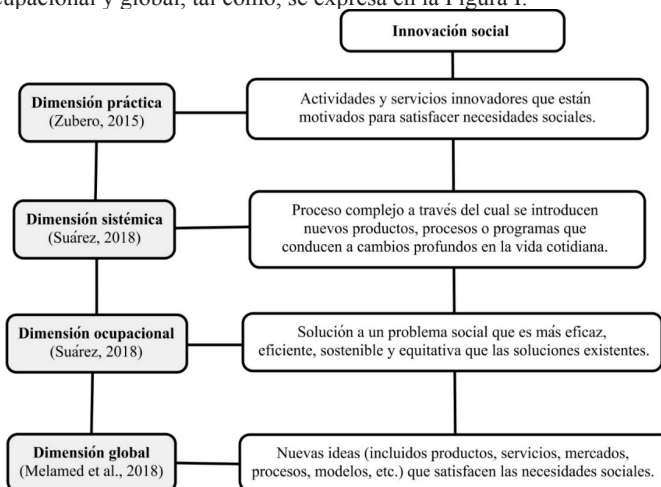 ocupacional y global, tal como, se expresa en la Figura I.
Innovación social
Dimensión práctica
(Zubero, 2015)
Actividades y servicios innovadores que están
motivados para satisfacer necesidades sociales.
Dimensión sistémica
(Suárez, 2018)
Proceso complejo a través del cual se introducen
nuevos productos, procesos o programas que
conducen a cambios profundos en la vida cotidiana.
Dimensión ocupacional
(Suárez, 2018)
Solución a un problema social que es más eficaz,
eficiente, sostenible y equitativa que las soluciones existentes.
Dimensión global
(Melamed et al., 2018)
Nuevas ideas (incluidos productos, servicios, mercados,
procesos, modelos, etc.) que satisfacen las necesidades sociales.